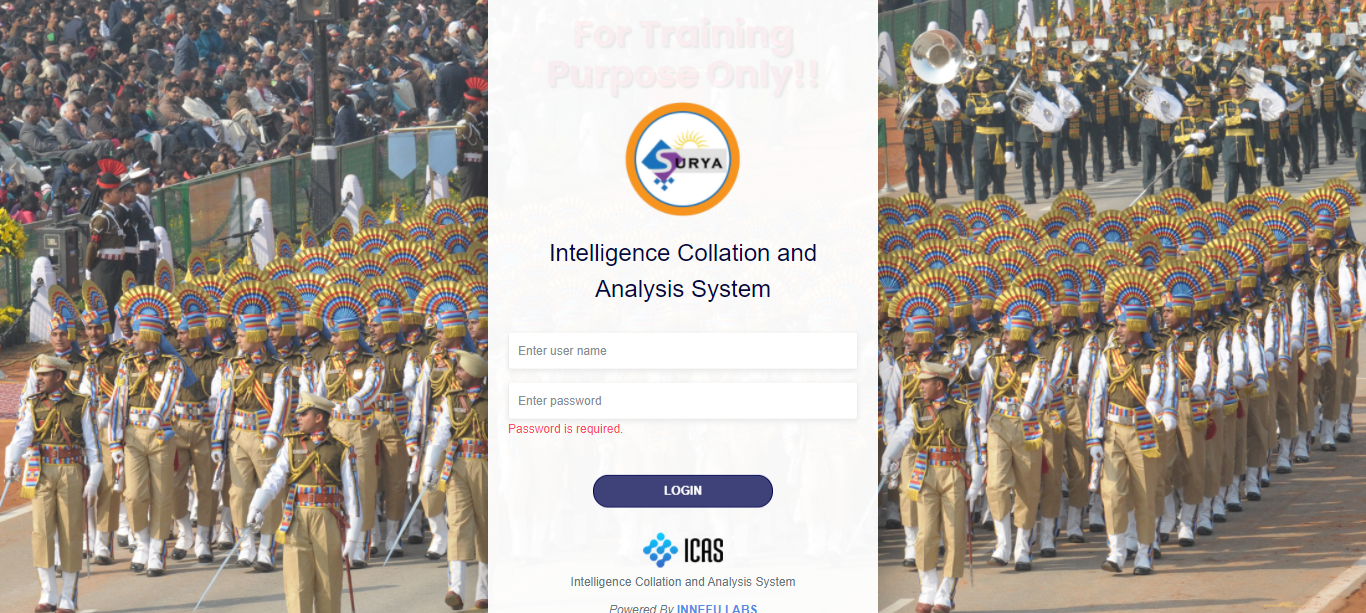 For Training
Purpose Only!!
SURYA
Intelligence Collation and
Analysis System
Enter user name
Enter password
Password is required.
LOGIN
ICAS
Intelligence Collation and Analysis System
Powered By INNEFU LABS